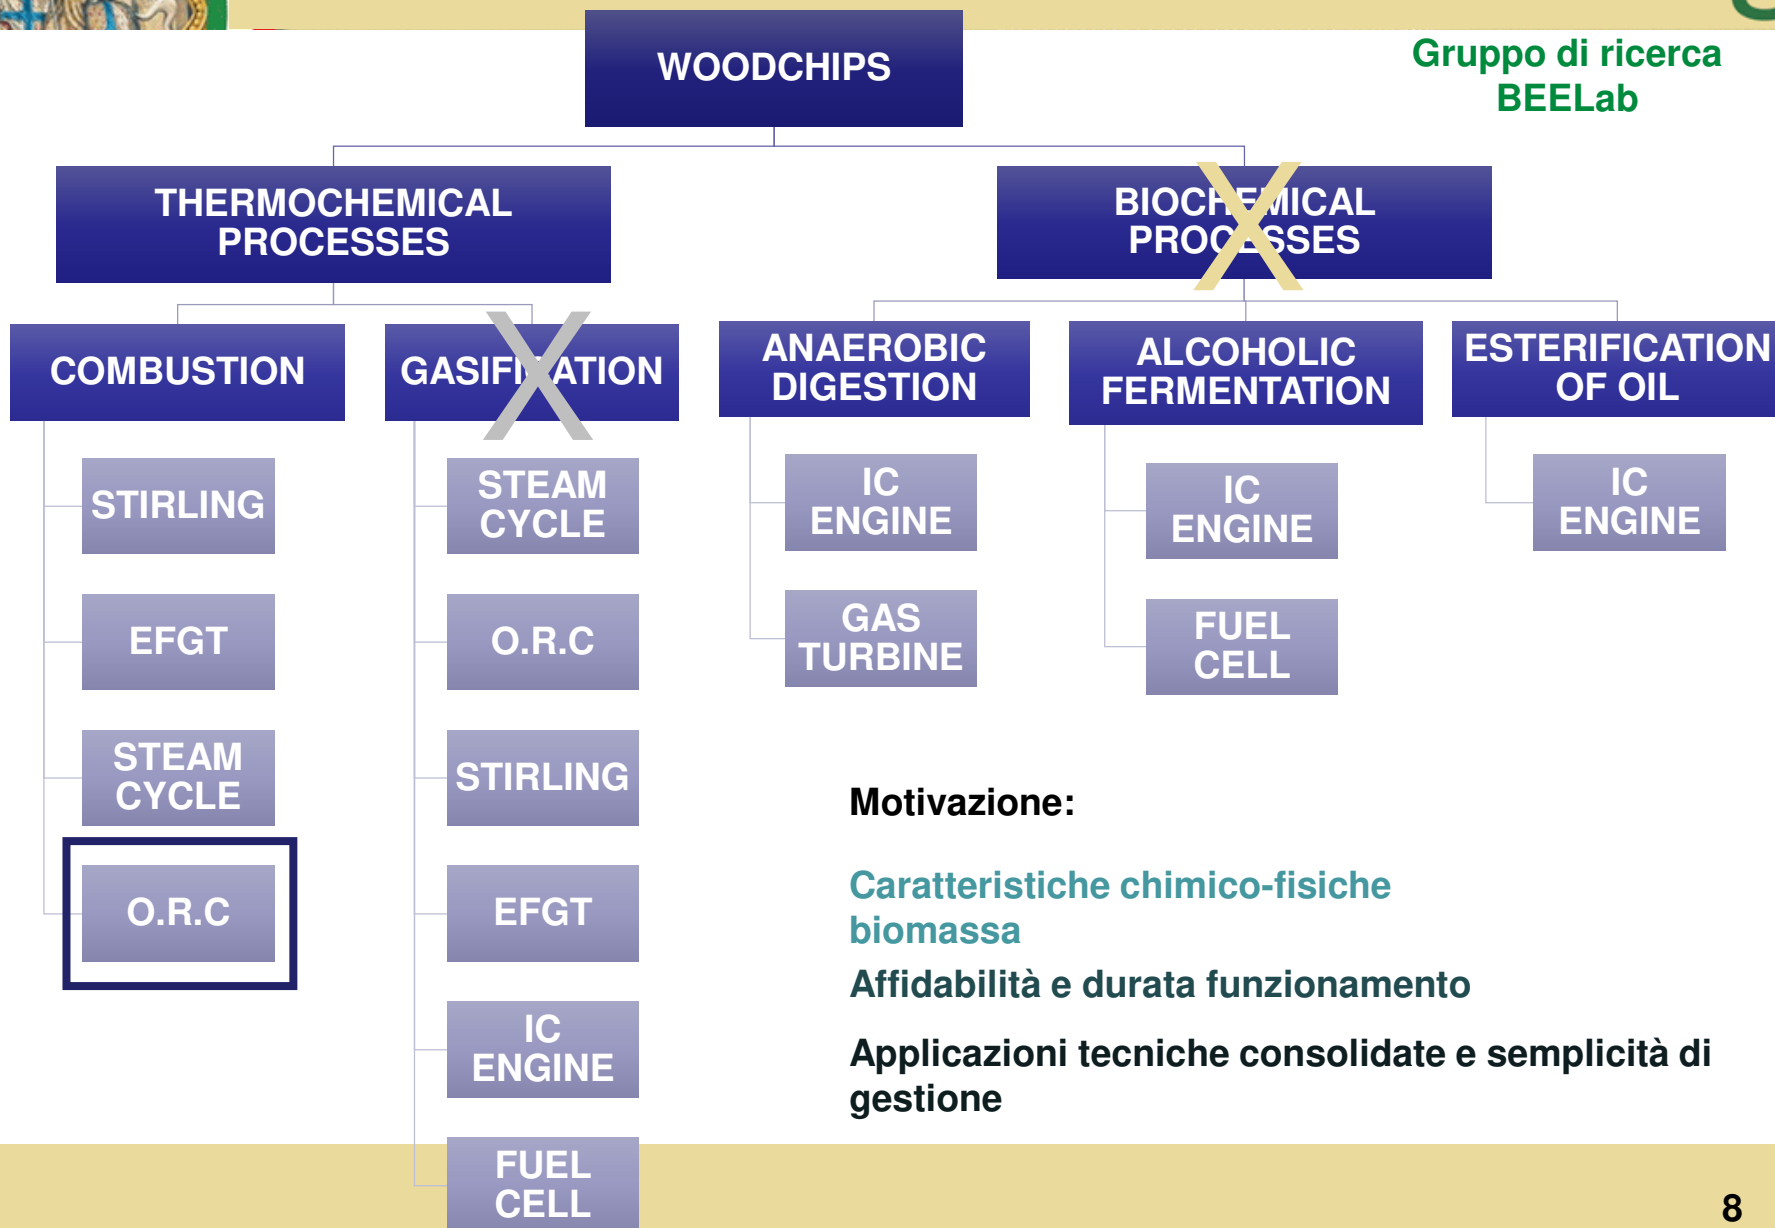 WOODCHIPS
Gruppo di ricerca
BEELab
THERMOCHEMICAL
PROCESSES
BIOCHEMICAL
PROCESSES
X
COMBUSTION
GASIFICATION
X
ANAEROBIC
DIGESTION
ALCOHOLIC
FERMENTATION
ESTERIFICATION
OF OIL
STIRLING
EFGT
STEAM
CYCLE
O.R.C
STEAM
CYCLE
O.R.C
STIRLING
EFGT
IC
ENGINE
FUEL
CELL
IC
ENGINE
GAS
TURBINE
IC
ENGINE
FUEL
CELL
IC
ENGINE
Motivazione:
Caratteristiche chimico-fisiche
biomassa
Affidabilità e durata funzionamento
Applicazioni tecniche consolidate e semplicità di
gestione
8